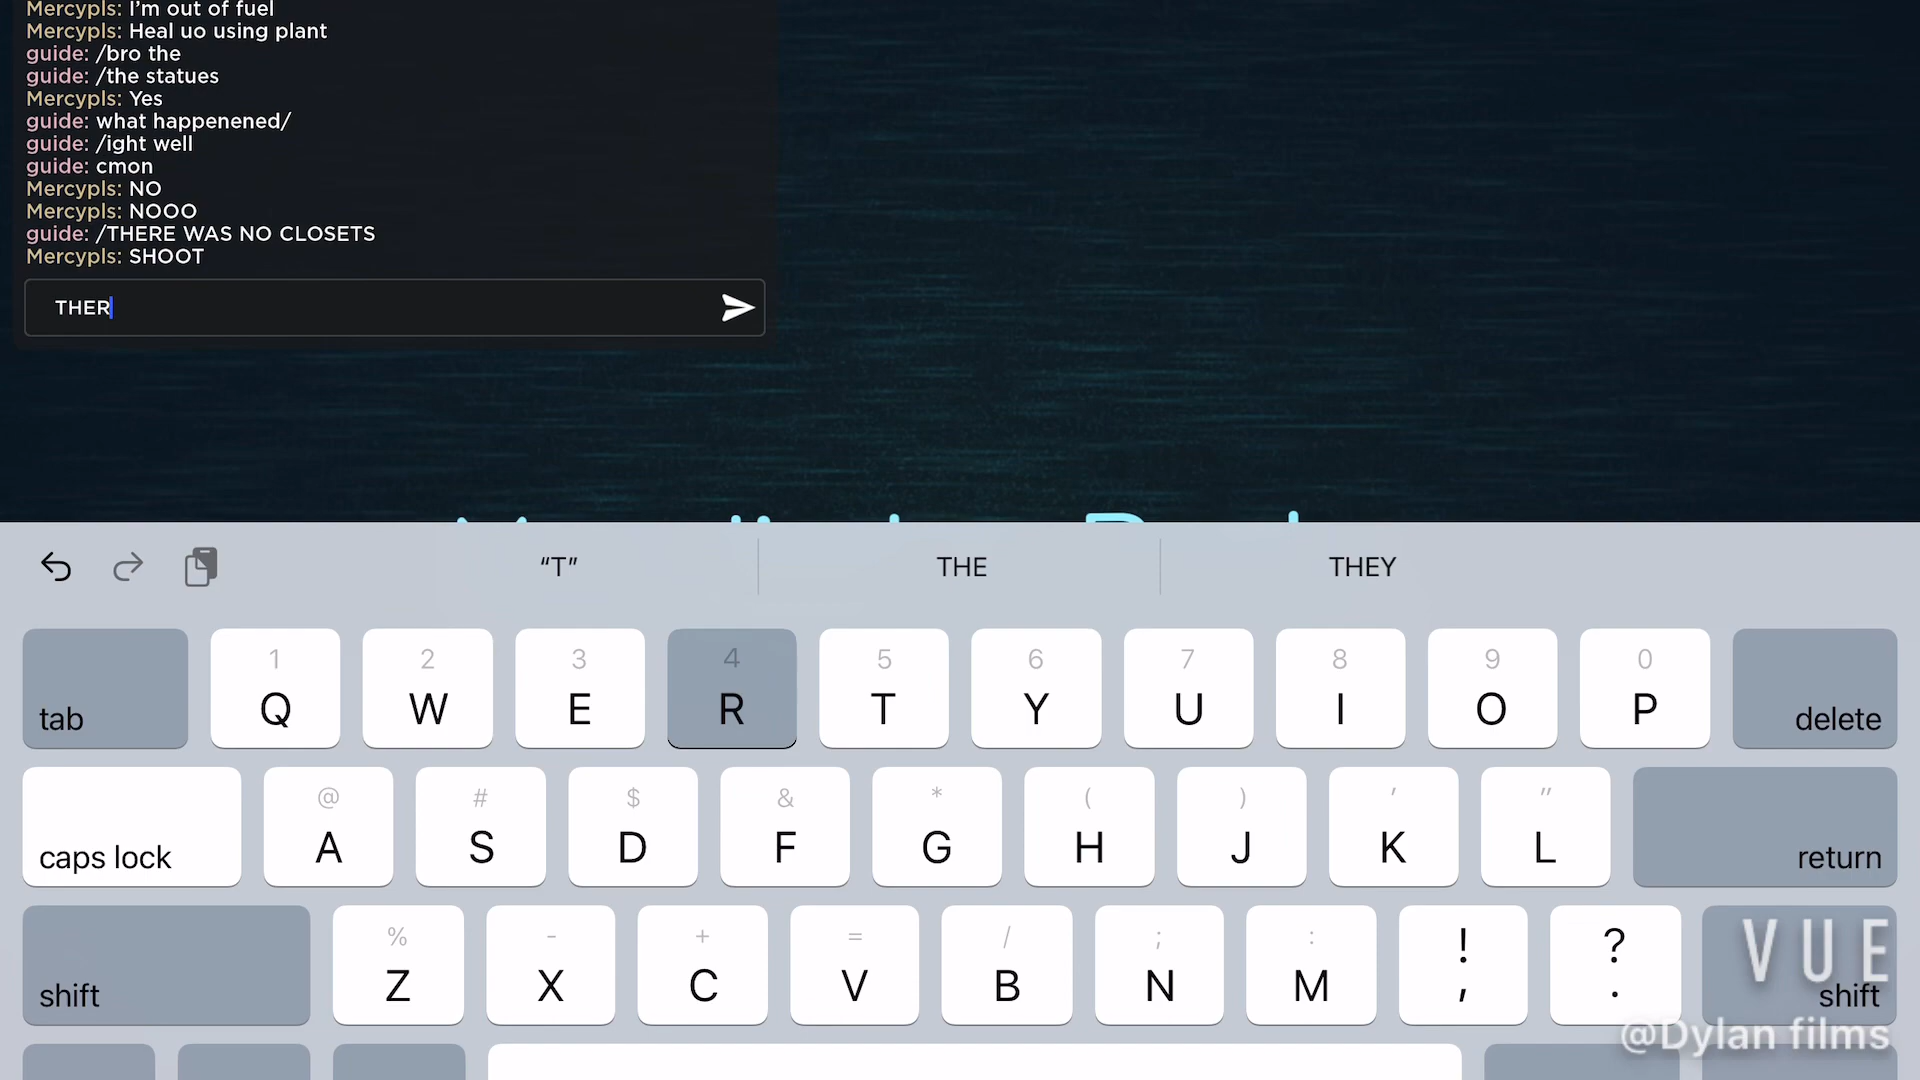 Mercypls: I'm out of fuel
Mercypls: Heal uo using plant
guide: /bro the
guide: /the statues
Mercypls: Yes
guide: what happenened/
guide: /ight well
guide: cmon
Mercypls: NO
Mercypls: NOOO
guide: /THERE WAS NO CLOSETS
Mercypls: SHOOT
THER
“T” THE THEY
1 2 3 4 5 6 7 8 9 0
tab Q W E R T Y U I O P delete
@ # $ & * ( ) ' "
caps lock A S D F G H J K L return
% - + = / ; : ! ?
shift Z X C V B N M , . shift
VUE
@Dylan films